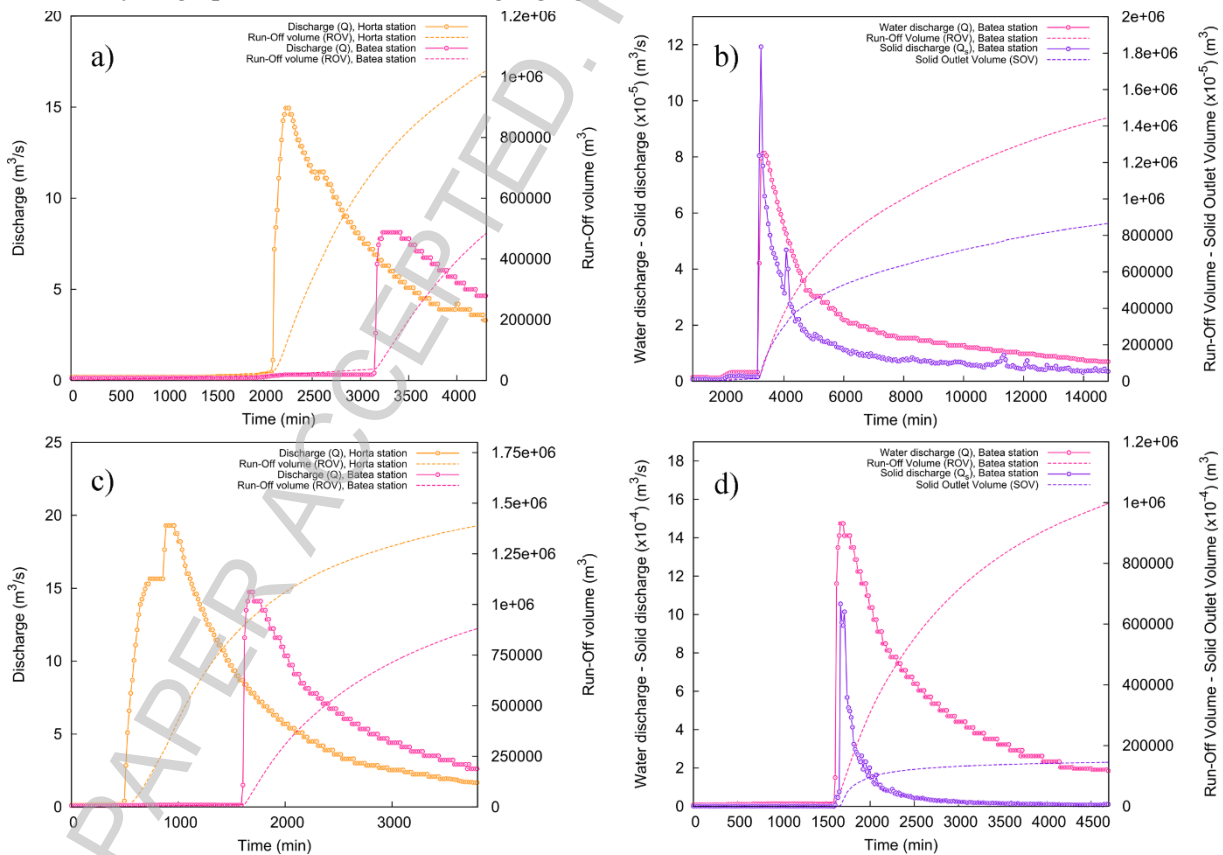 a)
Discharge (Q), Horta station
Run-Off volume (ROV), Horta station
Discharge (Q), Batea station
Run-Off volume (ROV), Batea station
Discharge (m³/s)
20
15
10
5
0
Run-Off volume (m³)
1.2e+06
1e+06
800000
600000
400000
200000
0
0 500 1000 1500 2000 2500 3000 3500 4000
Time (min)
b)
Water discharge (Q), Batea station
Run-Off Volume (ROV), Batea station
Solid discharge (Qs), Batea station
Solid Outlet Volume (SOV)
Water discharge - Solid discharge (x10⁻⁵) (m³/s)
12
10
8
6
4
2
0
Run-Off Volume - Solid Outlet Volume (x10⁻⁵) (m³)
2e+06
1.8e+06
1.6e+06
1.4e+06
1.2e+06
1e+06
800000
600000
400000
200000
0
2000 4000 6000 8000 10000 12000 14000
Time (min)
c)
Discharge (Q), Horta station
Run-Off volume (ROV), Horta station
Discharge (Q), Batea station
Run-Off volume (ROV), Batea station
Discharge (m³/s)
25
20
15
10
5
0
Run-Off volume (m³)
1.75e+06
1.5e+06
1.25e+06
1e+06
750000
500000
250000
0
1000 2000 3000
Time (min)
d)
Water discharge (Q), Batea station
Run-Off Volume (ROV), Batea station
Solid discharge (Qs), Batea station
Solid Outlet Volume (SOV)
Water discharge - Solid discharge (x10⁻⁴) (m³/s)
18
16
14
12
10
8
6
4
2
0
Run-Off Volume - Solid Outlet Volume (x10⁻⁴) (m³)
1.2e+06
1e+06
800000
600000
400000
200000
0
0 500 1000 1500 2000 2500 3000 3500 4000 4500
Time (min)
PAPER ACCEPTED.